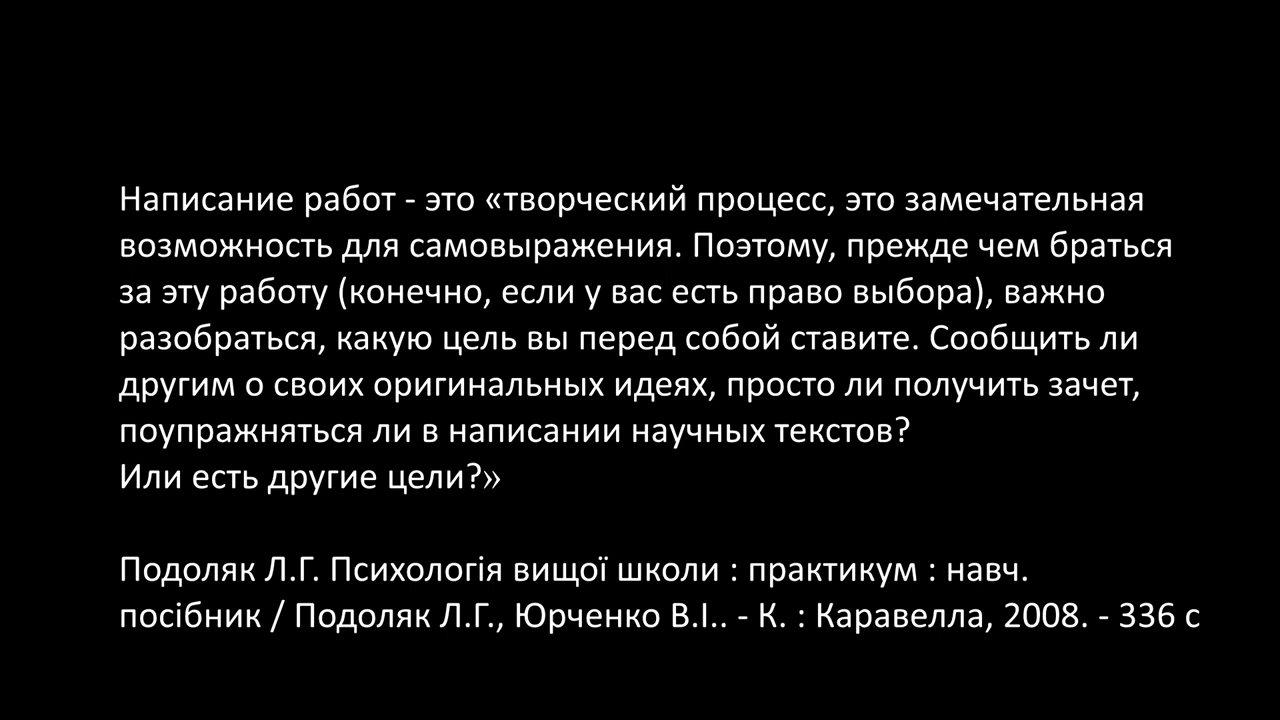 Написание работ - это «творческий процесс, это замечательная
возможность для самовыражения. Поэтому, прежде чем браться
за эту работу (конечно, если у вас есть право выбора), важно
разобраться, какую цель вы перед собой ставите. Сообщить ли
другим о своих оригинальных идеях, просто ли получить зачет,
поупражняться ли в написании научных текстов?
Или есть другие цели?»
Подоляк Л.Г. Психологія вищої школи : практикум : навч.
посібник / Подоляк Л.Г., Юрченко В.І.. - К. : Каравелла, 2008. - 336 с